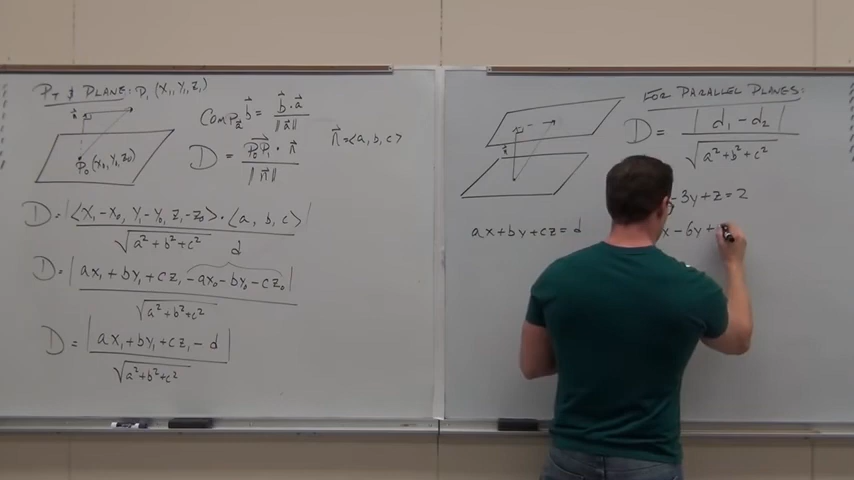 PT & PLANE: P₁ (X₁, Y₁, Z₁)
n⃗
P₀ (X₀, Y₀, Z₀)
COMP_a⃗ b⃗ = b⃗ · a⃗ / ||a⃗||
D = P₀P₁⃗ · n⃗ / ||n⃗||
n⃗ = <a, b, c>
D = |<X₁-X₀, Y₁-Y₀, Z₁-Z₀> · <a, b, c>| / √(a²+b²+c²)
d
D = |ax₁ + by₁ + cz₁ - ax₀ - by₀ - cz₀| / √(a²+b²+c²)
D = |ax₁ + by₁ + cz₁ - d| / √(a²+b²+c²)
FOR PARALLEL PLANES:
D = |d₁ - d₂| / √(a²+b²+c²)
ax + by + cz = d
- 3y + z = 2
x - 6y +